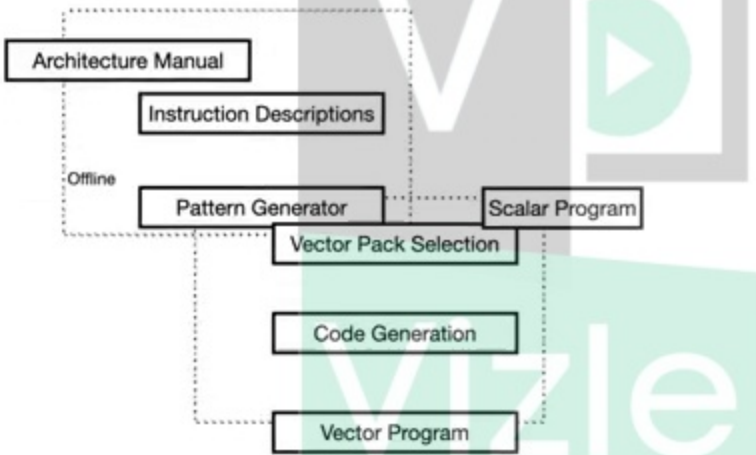 Architecture Manual
Instruction Descriptions
Offline
Pattern Generator
Scalar Program
Vector Pack Selection
Code Generation
Vector Program
V
Vizle